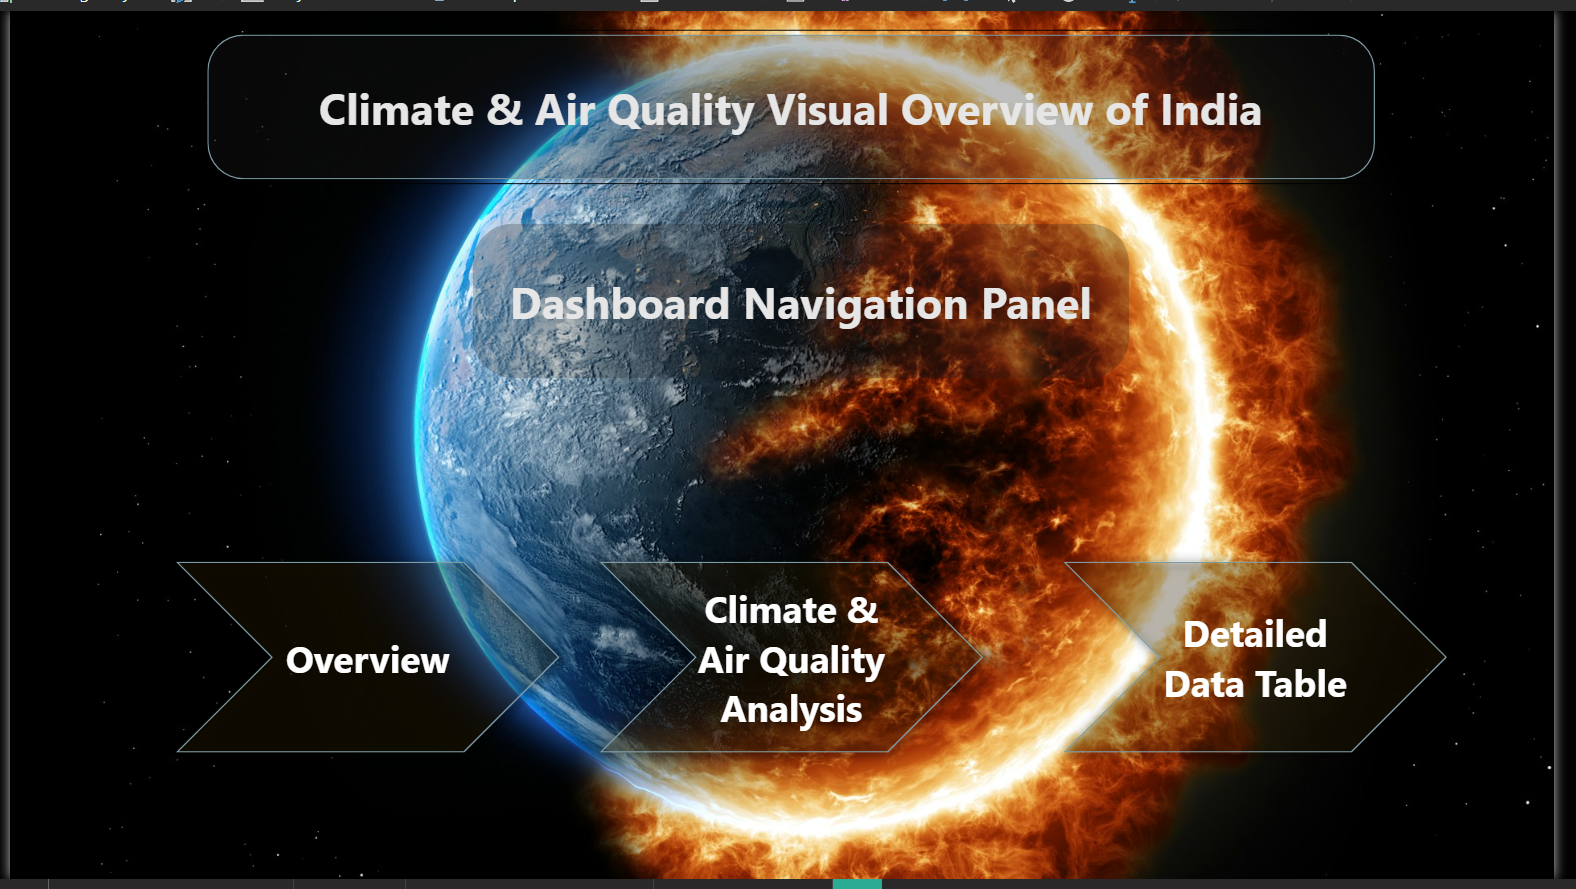 Climate & Air Quality Visual Overview of India
Dashboard Navigation Panel
Overview
Climate &
Air Quality
Analysis
Detailed
Data Table